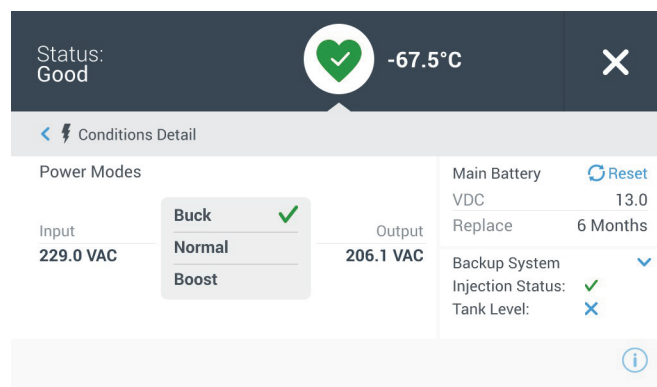 Status:
Good
-67.5°C
Conditions Detail
Power Modes
Input
229.0 VAC
Buck
Normal
Boost
Output
206.1 VAC
Main Battery
Reset
VDC
13.0
Replace
6 Months
Backup System
Injection Status:
Tank Level:
i